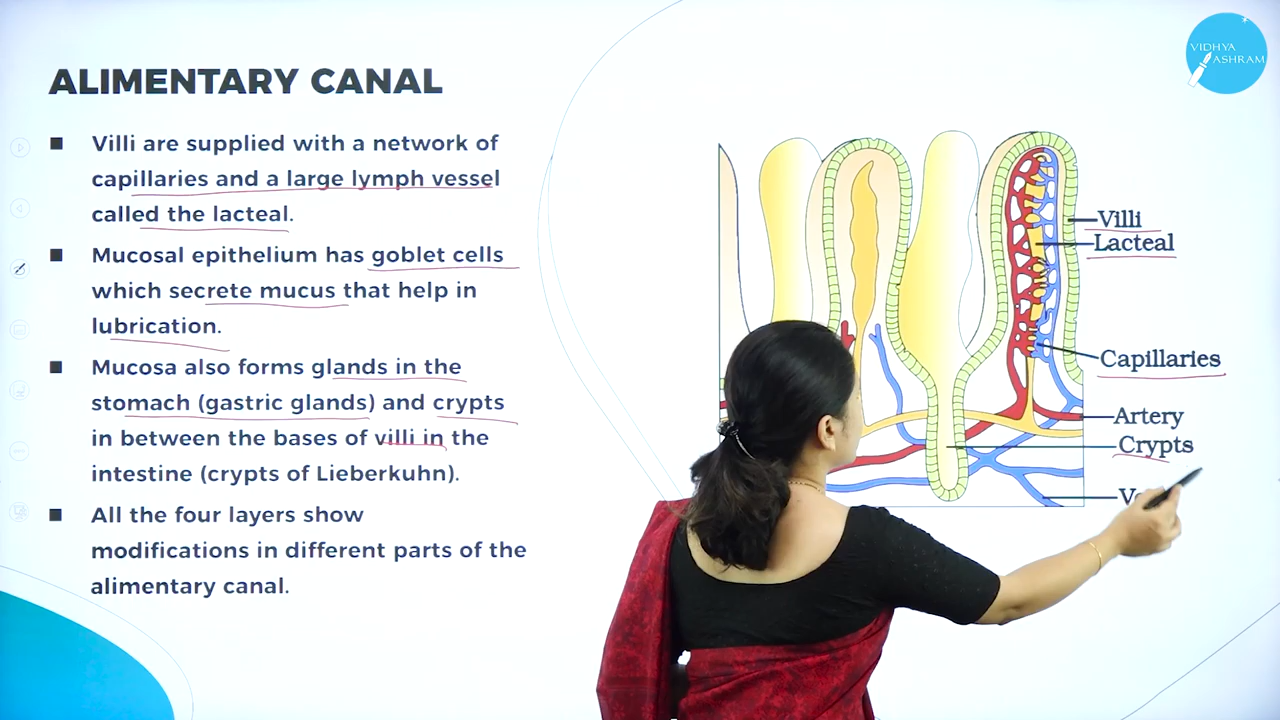 VIDHYA
ASHRAM
ALIMENTARY CANAL
Villi are supplied with a network of
capillaries and a large lymph vessel
called the lacteal.
Mucosal epithelium has goblet cells
which secrete mucus that help in
lubrication.
Mucosa also forms glands in the
stomach (gastric glands) and crypts
in between the bases of villi in the
intestine (crypts of Lieberkuhn).
All the four layers show
modifications in different parts of the
alimentary canal.
Villi
Lacteal
Capillaries
Artery
Crypts